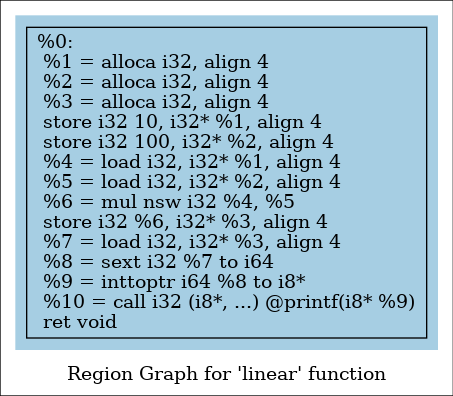 %0:
%1 = alloca i32, align 4
%2 = alloca i32, align 4
%3 = alloca i32, align 4
store i32 10, i32* %1, align 4
store i32 100, i32* %2, align 4
%4 = load i32, i32* %1, align 4
%5 = load i32, i32* %2, align 4
%6 = mul nsw i32 %4, %5
store i32 %6, i32* %3, align 4
%7 = load i32, i32* %3, align 4
%8 = sext i32 %7 to i64
%9 = inttoptr i64 %8 to i8*
%10 = call i32 (i8*, ...) @printf(i8* %9)
ret void
Region Graph for 'linear' function